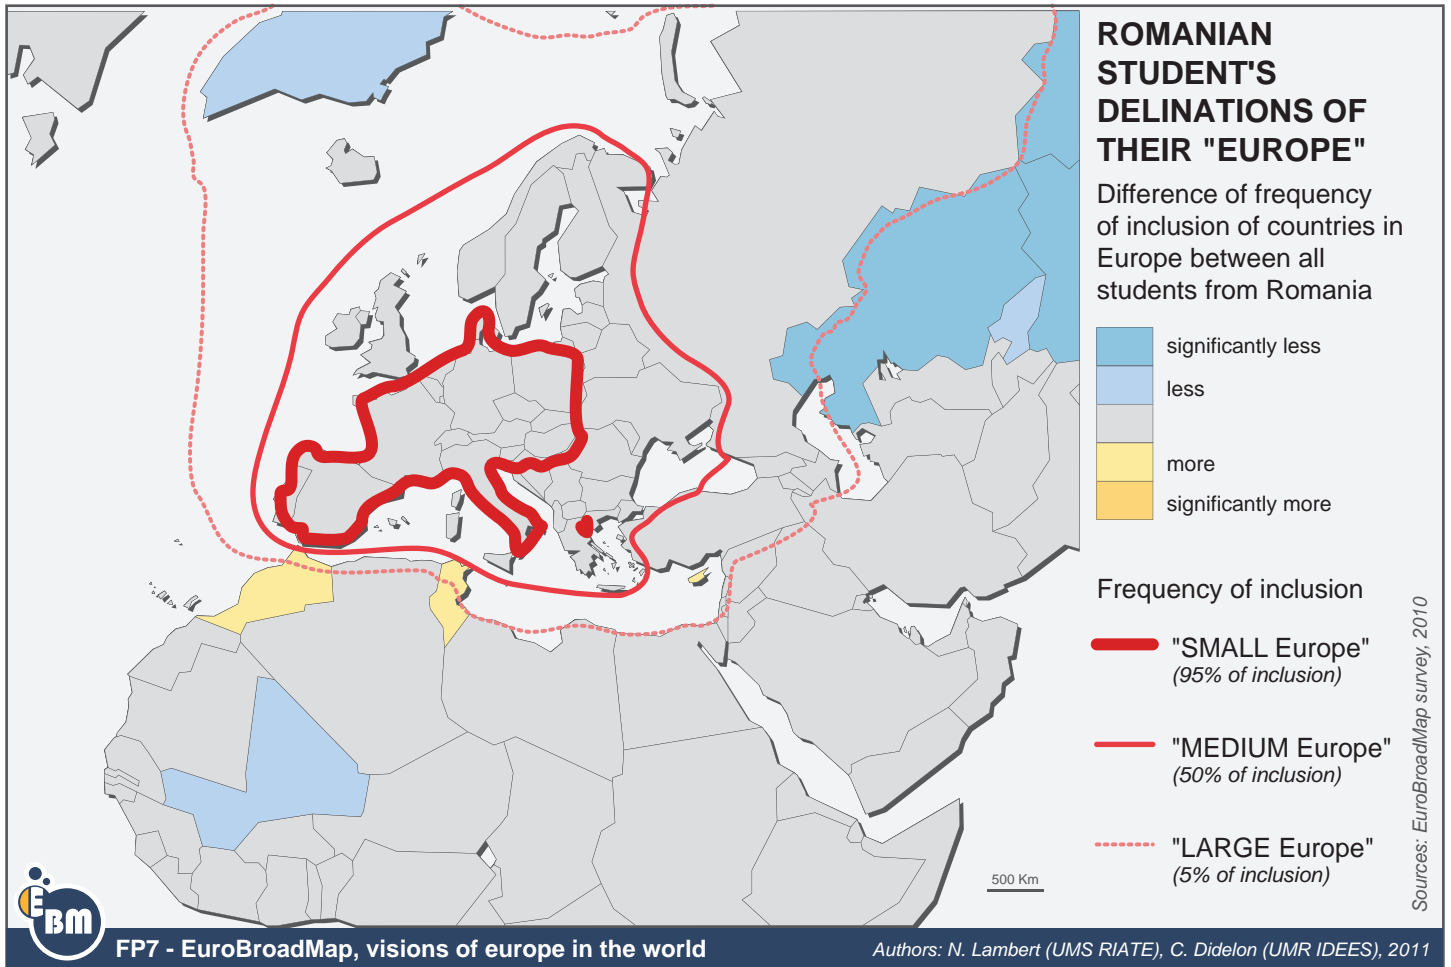 ROMANIAN
STUDENT'S
DELINATIONS OF
THEIR "EUROPE"
Difference of frequency
of inclusion of countries in
Europe between all
students from Romania
significantly less
less
more
significantly more
Frequency of inclusion
"SMALL Europe"
(95% of inclusion)
"MEDIUM Europe"
(50% of inclusion)
"LARGE Europe"
(5% of inclusion)
Sources: EuroBroadMap survey, 2010
500 Km
E
BM
FP7 - EuroBroadMap, visions of europe in the world
Authors: N. Lambert (UMS RIATE), C. Didelon (UMR IDEES), 2011